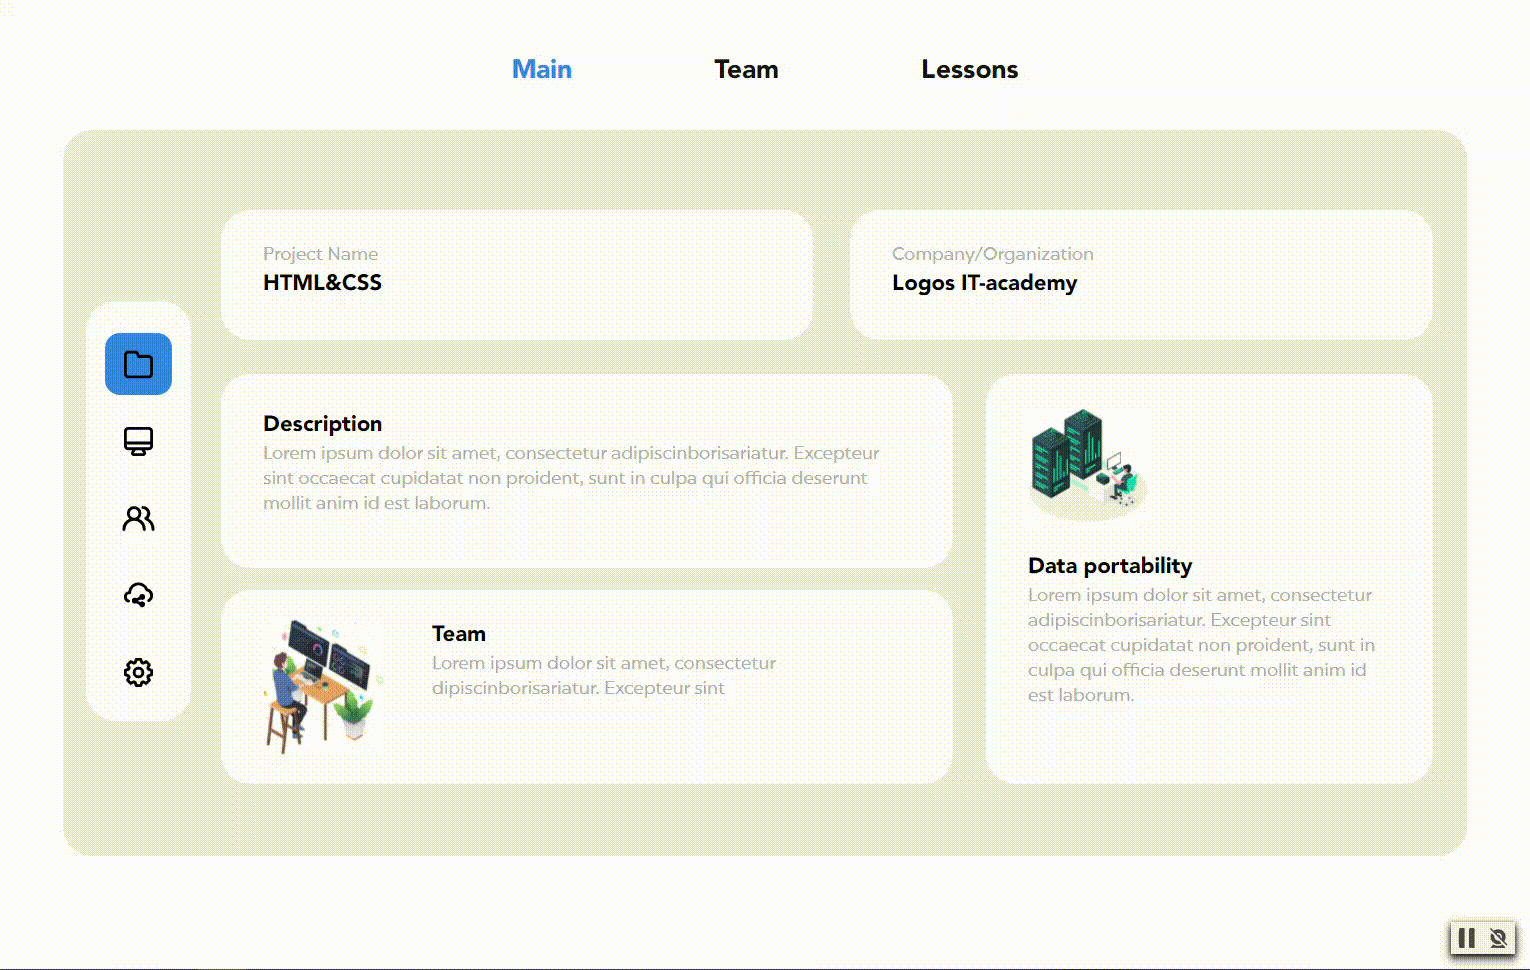 Main
Team
Lessons
Project Name
HTML&CSS
Company/Organization
Logos IT-academy
Description
Lorem ipsum dolor sit amet, consectetur adipiscinborisariatur. Excepteur
sint occaecat cupidatat non proident, sunt in culpa qui officia deserunt
mollit anim id est laborum.
Team
Lorem ipsum dolor sit amet, consectetur
dipiscinborisariatur. Excepteur sint
Data portability
Lorem ipsum dolor sit amet, consectetur
adipiscinborisariatur. Excepteur sint
occaecat cupidatat non proident, sunt in
culpa qui officia deserunt mollit anim id
est laborum.